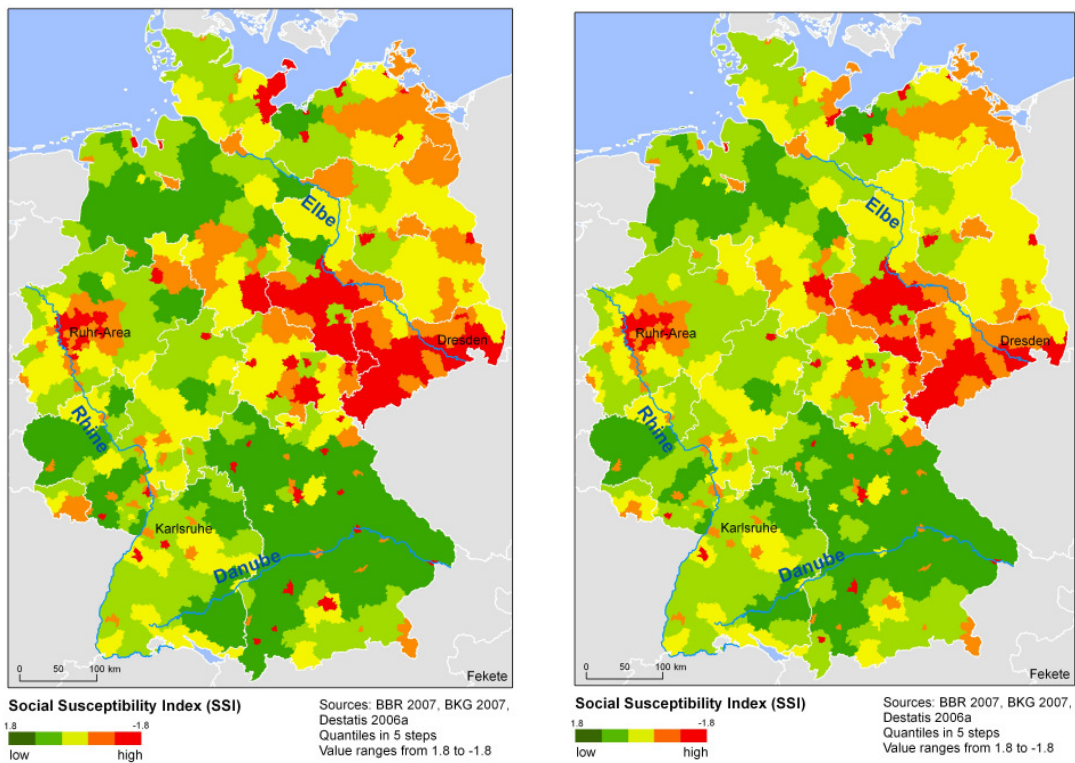 Elbe
Ruhr-Area
Dresden
Rhine
Karlsruhe
Danube
0 50 100 km
Fekete
Social Susceptibility Index (SSI)
1.8 -1.8
low high
Sources: BBR 2007, BKG 2007,
Destatis 2006a
Quantiles in 5 steps
Value ranges from 1.8 to -1.8
Elbe
Ruhr-Area
Dresden
Rhine
Karlsruhe
Danube
0 50 100 km
Fekete
Social Susceptibility Index (SSI)
1.8 -1.8
low high
Sources: BBR 2007, BKG 2007,
Destatis 2006a
Quantiles in 5 steps
Value ranges from 1.8 to -1.8